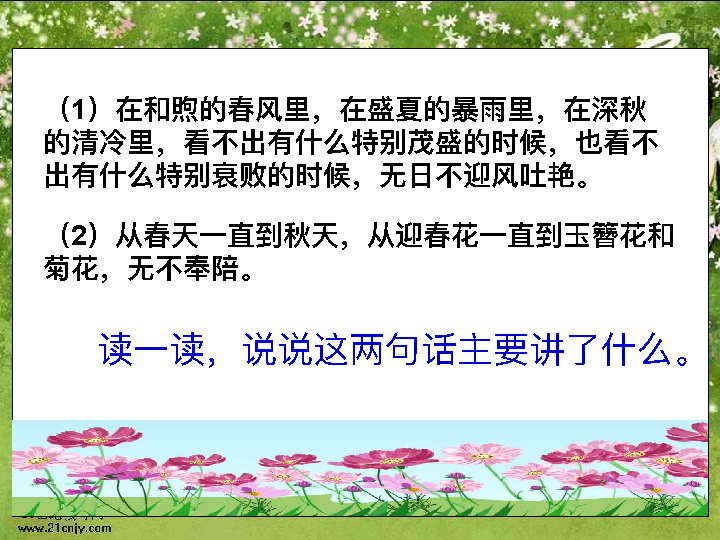 （1）在和煦的春风里，在盛夏的暴雨里，在深秋
的清冷里，看不出有什么特别茂盛的时候，也看不
出有什么特别衰败的时候，无日不迎风吐艳。
（2）从春天一直到秋天，从迎春花一直到玉簪花和
菊花，无不奉陪。
读一读，说说这两句话主要讲了什么。
www.21cnjy.com